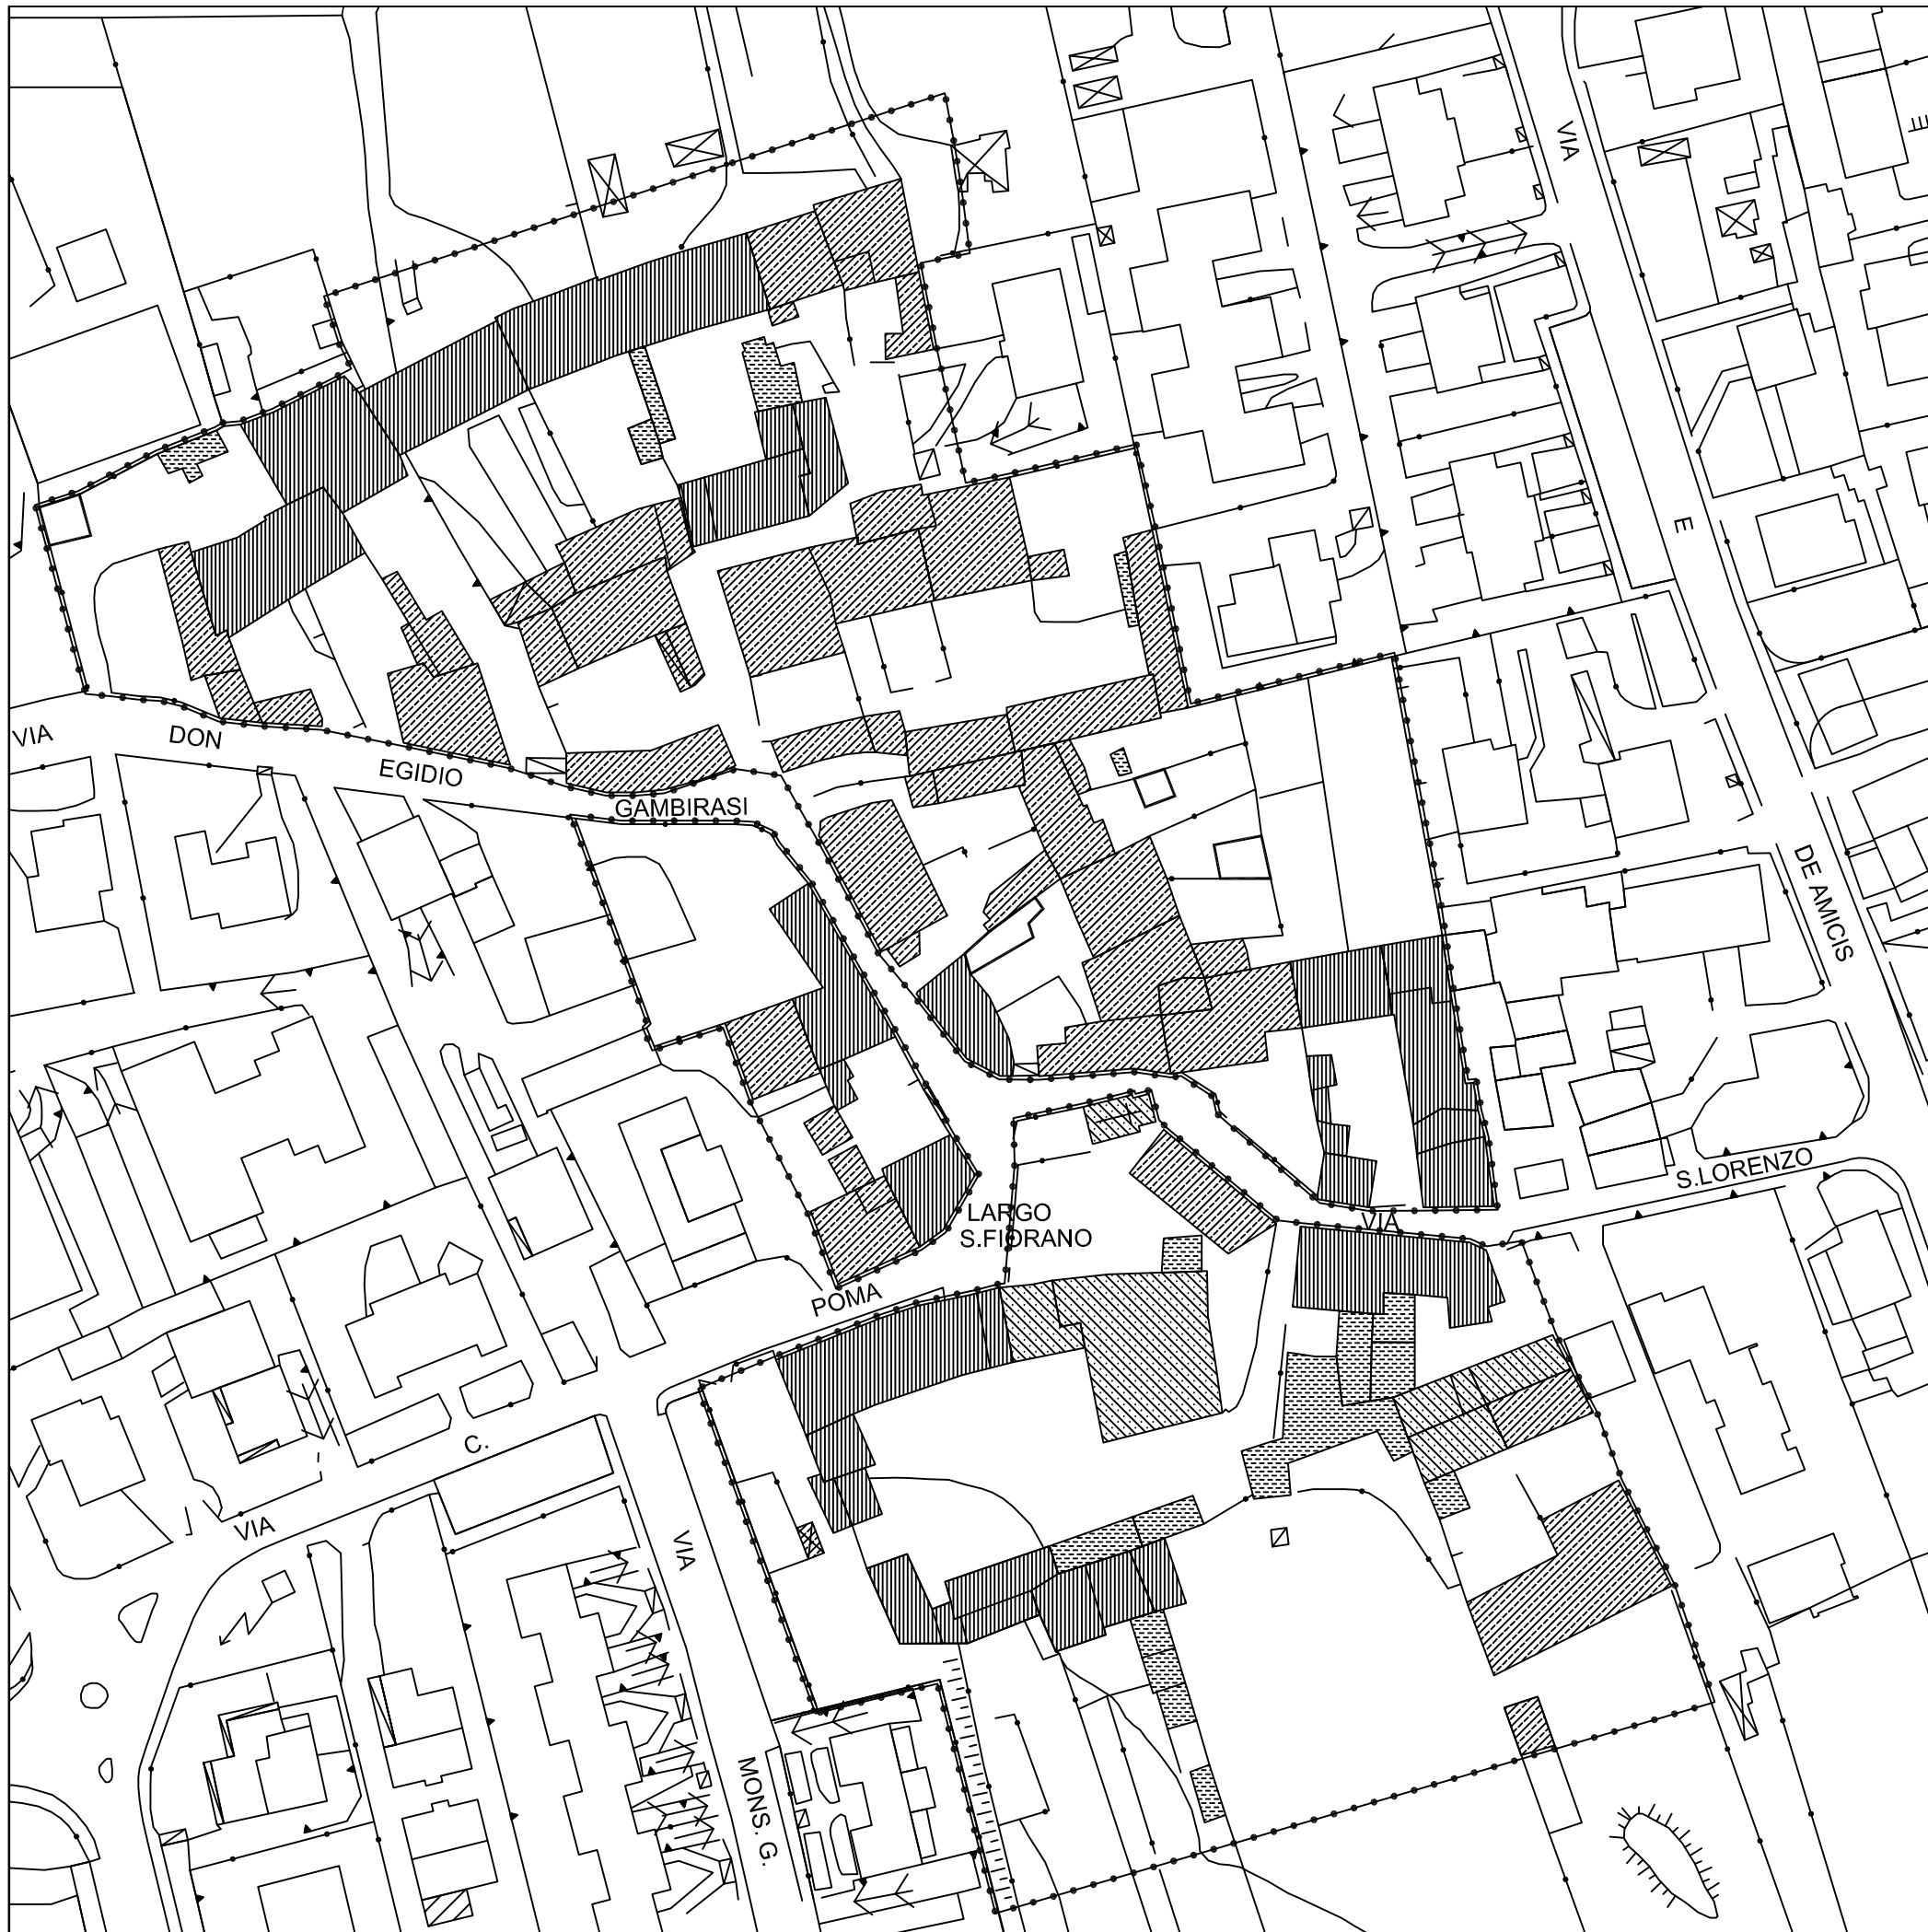 VIA
E
DE AMICIS
VIA
DON
EGIDIO
GAMBIRASI
LARGO
S.FIORANO
VIA
S.LORENZO
POMA
C.
VIA
VIA
MONS. G.